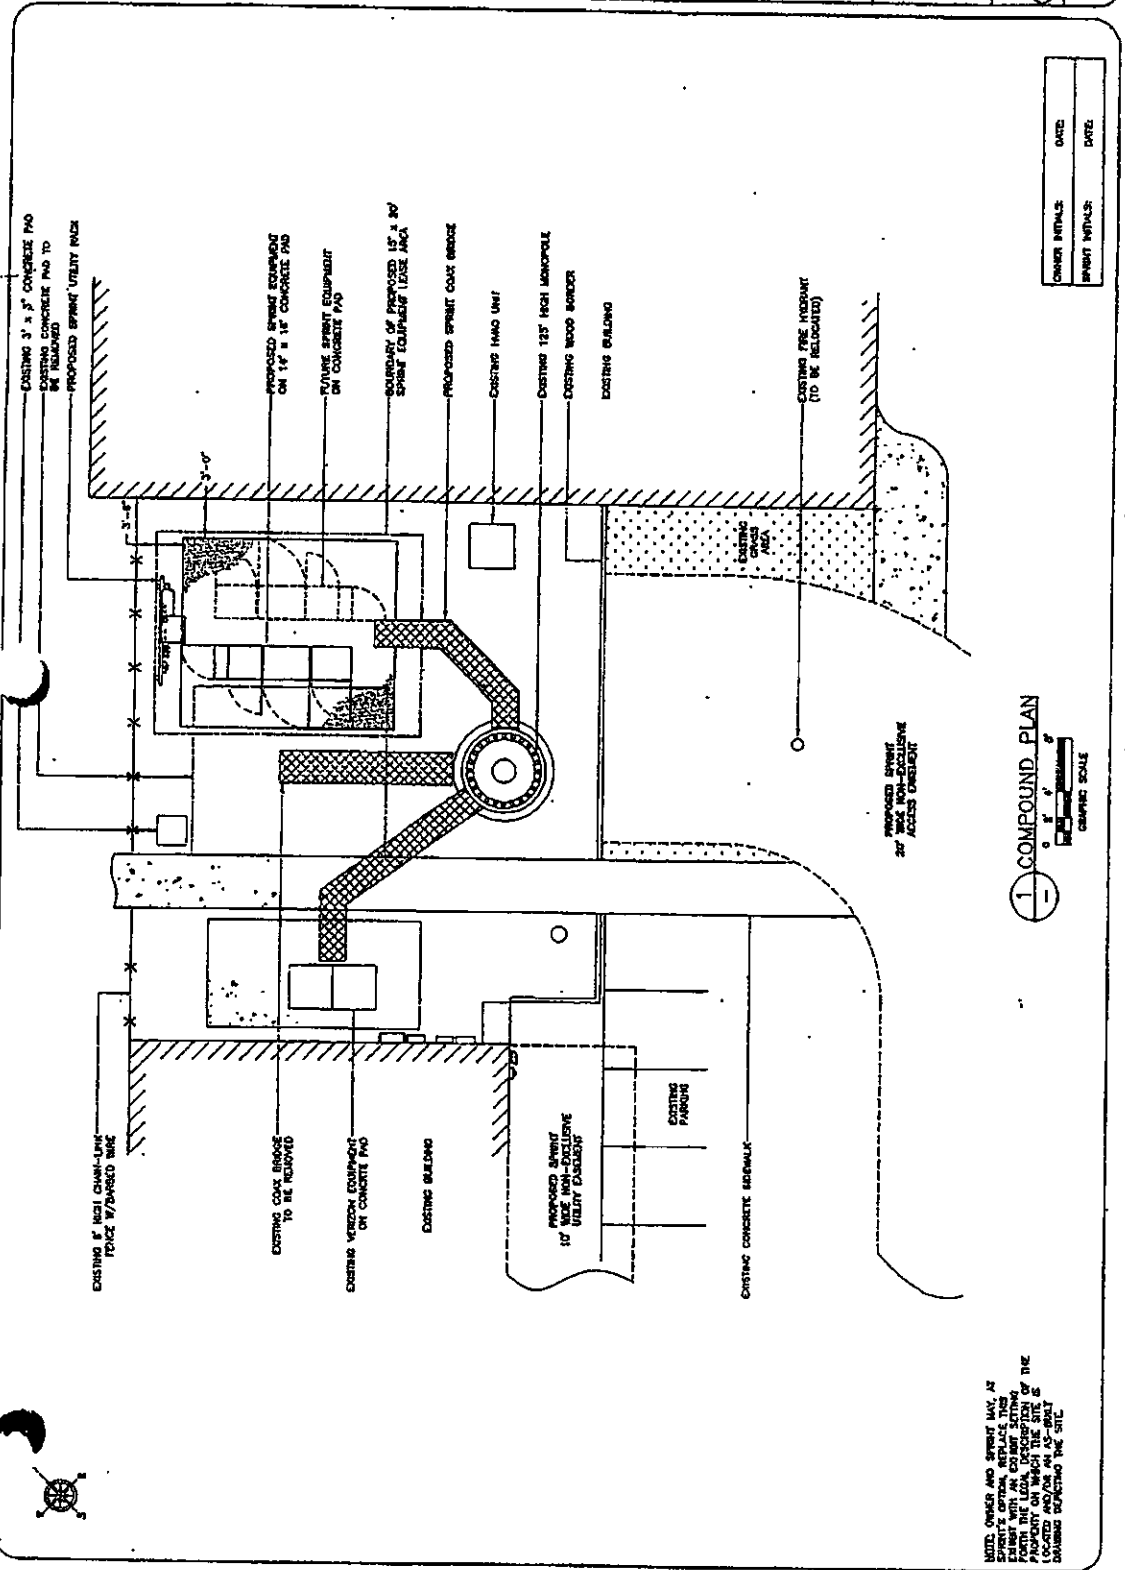 EXISTING 3' x 3' CONCRETE PAD
EXISTING CONCRETE PAD TO
BE REMOVED
PROPOSED SPRINT UTILITY RACK
3'-6"
3'-0"
PROPOSED SPRINT EQUIPMENT
ON 14' x 16' CONCRETE PAD
FUTURE SPRINT EQUIPMENT
ON CONCRETE PAD
BOUNDARY OF PROPOSED 15' x 20'
SPRINT EQUIPMENT LEASE AREA
PROPOSED SPRINT COAX BRIDGE
EXISTING HVAC UNIT
EXISTING 125' HIGH MONOPOLE
EXISTING WOOD BORDER
EXISTING BUILDING
EXISTING FIRE HYDRANT
(TO BE RELOCATED)
EXISTING
GRASS
AREA
EXISTING 8' HIGH CHAIN-LINK
FENCE W/BARBED WIRE
EXISTING COAX BRIDGE
TO BE REMOVED
EXISTING VERIZON EQUIPMENT
ON CONCRETE PAD
EXISTING BUILDING
PROPOSED SPRINT
10' WIDE NON-EXCLUSIVE
UTILITY EASEMENT
EXISTING
PARKING
EXISTING CONCRETE SIDEWALK
PROPOSED SPRINT
20' WIDE NON-EXCLUSIVE
ACCESS EASEMENT
1 COMPOUND PLAN
0 2' 4' 8'
GRAPHIC SCALE
NOTE: OWNER AND SPRINT MAY, AT
SPRINT'S OPTION, REPLACE THIS
EXHIBIT WITH AN EXHIBIT SETTING
FORTH THE LEGAL DESCRIPTION OF THE
PROPERTY ON WHICH THE SITE IS
LOCATED AND/OR AN AS-BUILT
DRAWING DEPICTING THE SITE.
OWNER INITIALS: DATE:
SPRINT INITIALS: DATE: